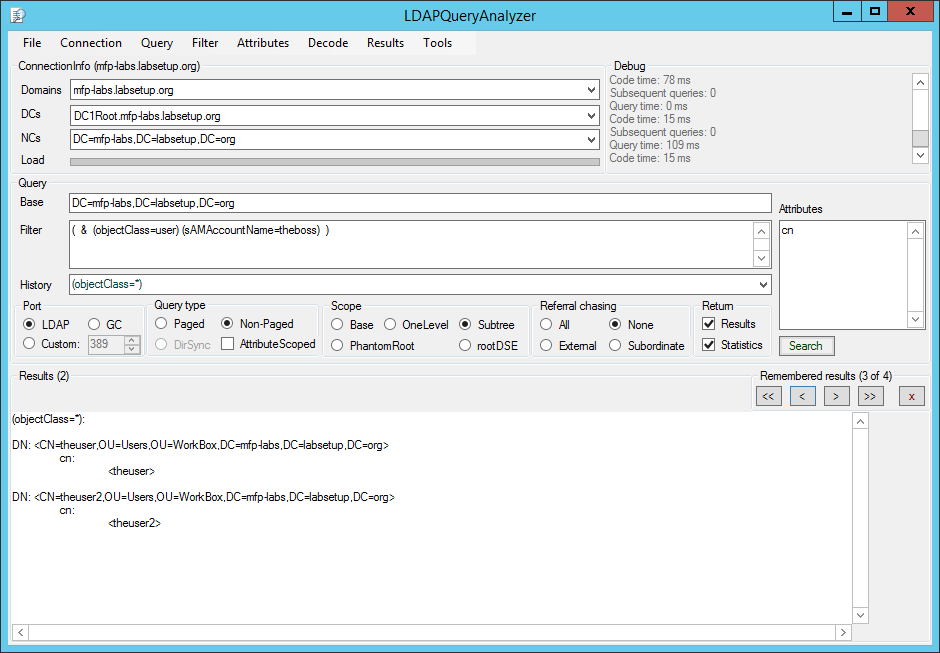 LDAPQueryAnalyzer
File Connection Query Filter Attributes Decode Results Tools
ConnectionInfo (mfp-labs.labsetup.org)
Domains mfp-labs.labsetup.org
DCs DC1Root.mfp-labs.labsetup.org
NCs DC=mfp-labs,DC=labsetup,DC=org
Load
Debug
Code time: 78 ms
Subsequent queries: 0
Query time: 0 ms
Code time: 15 ms
Subsequent queries: 0
Query time: 109 ms
Code time: 15 ms
Query
Base DC=mfp-labs,DC=labsetup,DC=org
Filter ( & (objectClass=user) (sAMAccountName=theboss) )
History (objectClass=*)
Attributes
cn
Port
LDAP GC
Custom: 389
Query type
Paged Non-Paged
DirSync AttributeScoped
Scope
Base OneLevel Subtree
PhantomRoot rootDSE
Referral chasing
All None
External Subordinate
Return
Results
Statistics
Search
Results (2)
Remembered results (3 of 4)
<< < > >> x
(objectClass=*):
DN: <CN=theuser,OU=Users,OU=WorkBox,DC=mfp-labs,DC=labsetup,DC=org>
cn:
<theuser>
DN: <CN=theuser2,OU=Users,OU=WorkBox,DC=mfp-labs,DC=labsetup,DC=org>
cn:
<theuser2>